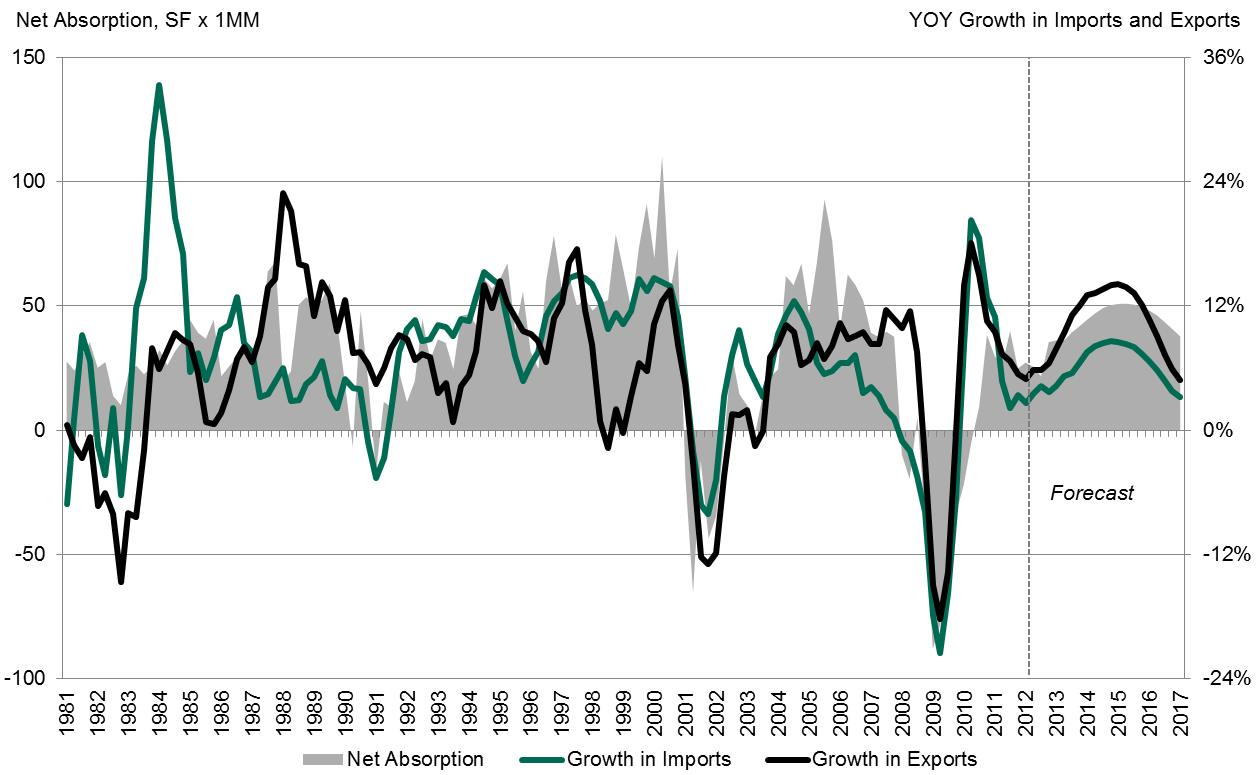 Net Absorption, SF x 1MM
YOY Growth in Imports and Exports
150
36%
100
24%
50
12%
0
0%
Forecast
-50
-12%
-100
-24%
1981 1982 1983 1984 1985 1986 1987 1988 1989 1990 1991 1992 1993 1994 1995 1996 1997 1998 1999 2000 2001 2002 2003 2004 2005 2006 2007 2008 2009 2010 2011 2012 2013 2014 2015 2016 2017
Net Absorption Growth in Imports Growth in Exports